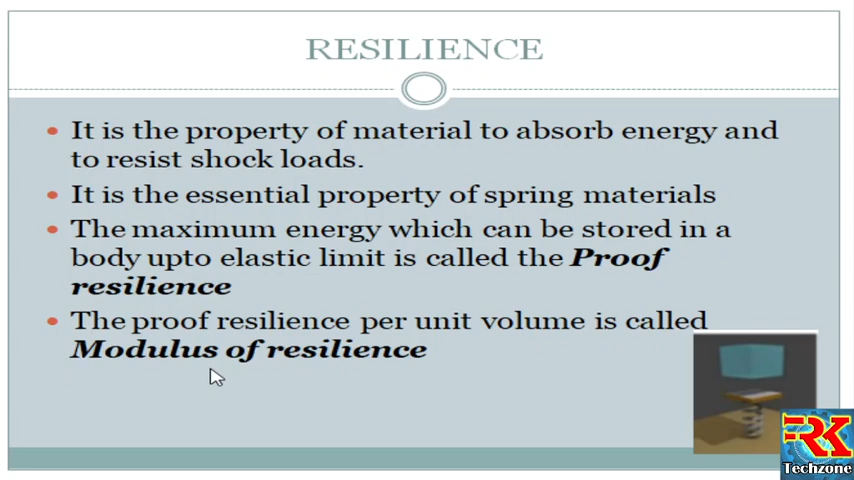 RESILIENCE
• It is the property of material to absorb energy and
to resist shock loads.
• It is the essential property of spring materials
• The maximum energy which can be stored in a
body upto elastic limit is called the Proof
resilience
• The proof resilience per unit volume is called
Modulus of resilience
RK
Techzone